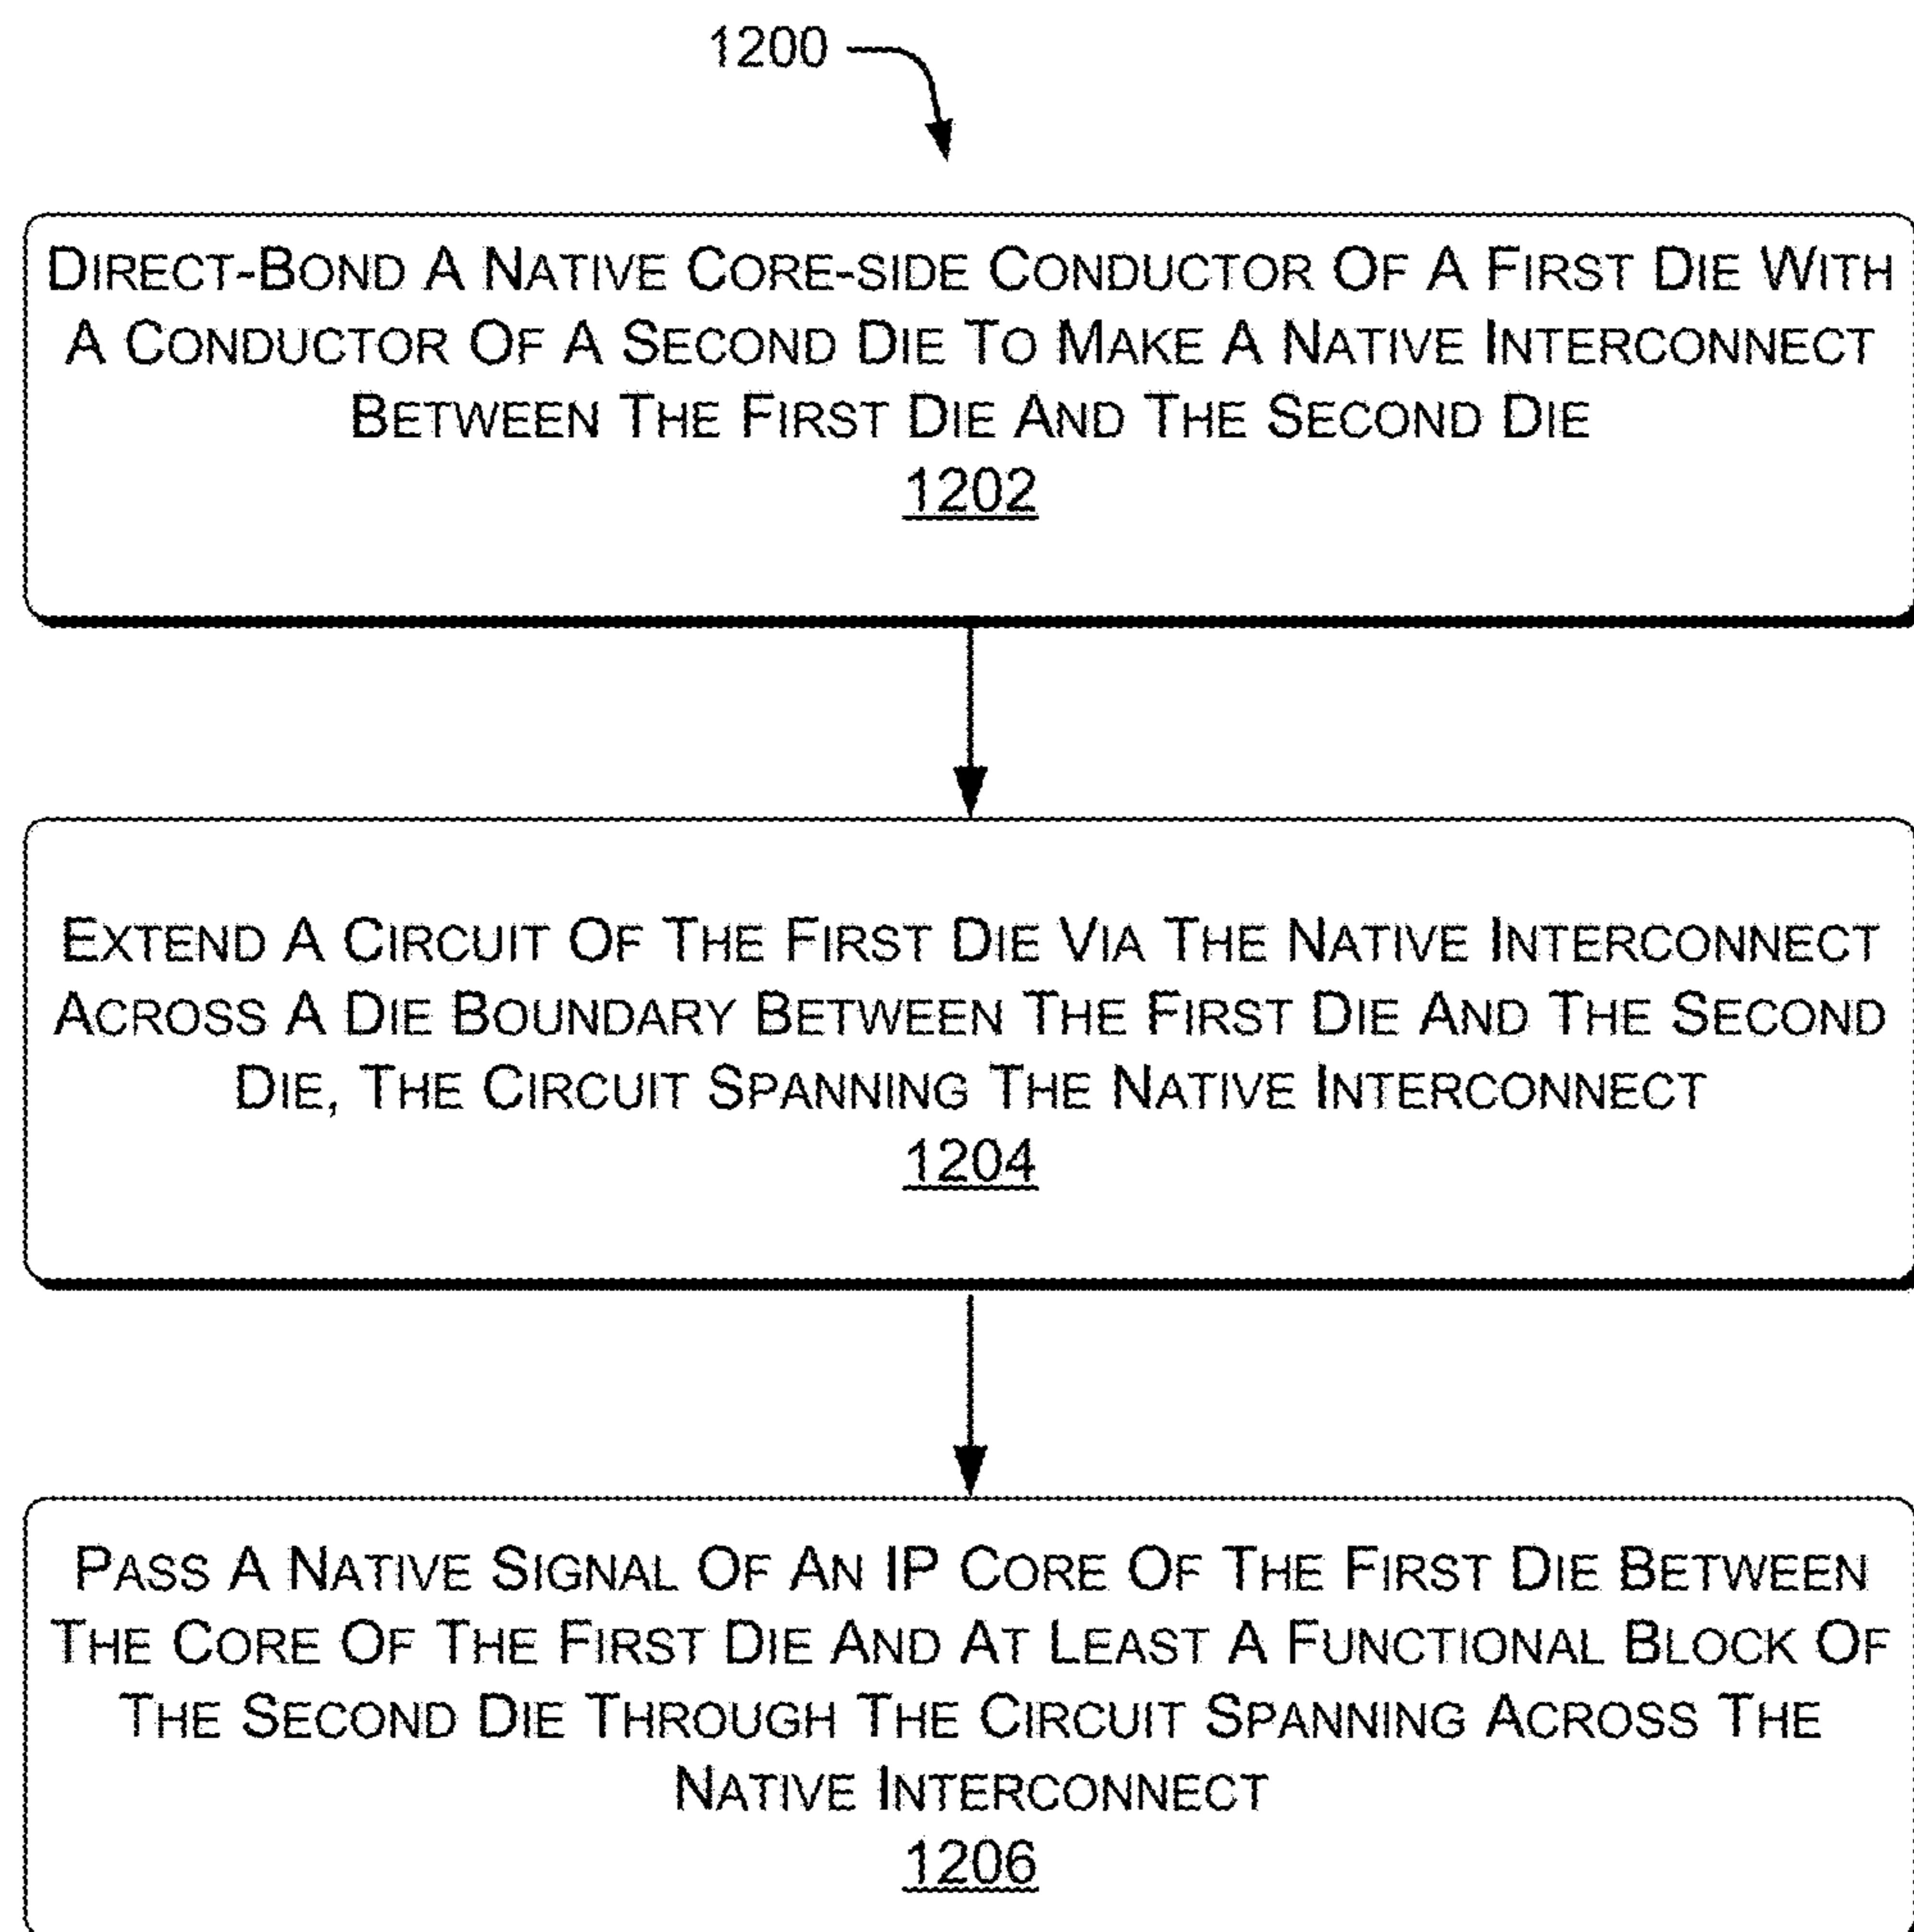 1200
DIRECT-BOND A NATIVE CORE-SIDE CONDUCTOR OF A FIRST DIE WITH
A CONDUCTOR OF A SECOND DIE TO MAKE A NATIVE INTERCONNECT
BETWEEN THE FIRST DIE AND THE SECOND DIE
1202
EXTEND A CIRCUIT OF THE FIRST DIE VIA THE NATIVE INTERCONNECT
ACROSS A DIE BOUNDARY BETWEEN THE FIRST DIE AND THE SECOND
DIE, THE CIRCUIT SPANNING THE NATIVE INTERCONNECT
1204
PASS A NATIVE SIGNAL OF AN IP CORE OF THE FIRST DIE BETWEEN
THE CORE OF THE FIRST DIE AND AT LEAST A FUNCTIONAL BLOCK OF
THE SECOND DIE THROUGH THE CIRCUIT SPANNING ACROSS THE
NATIVE INTERCONNECT
1206